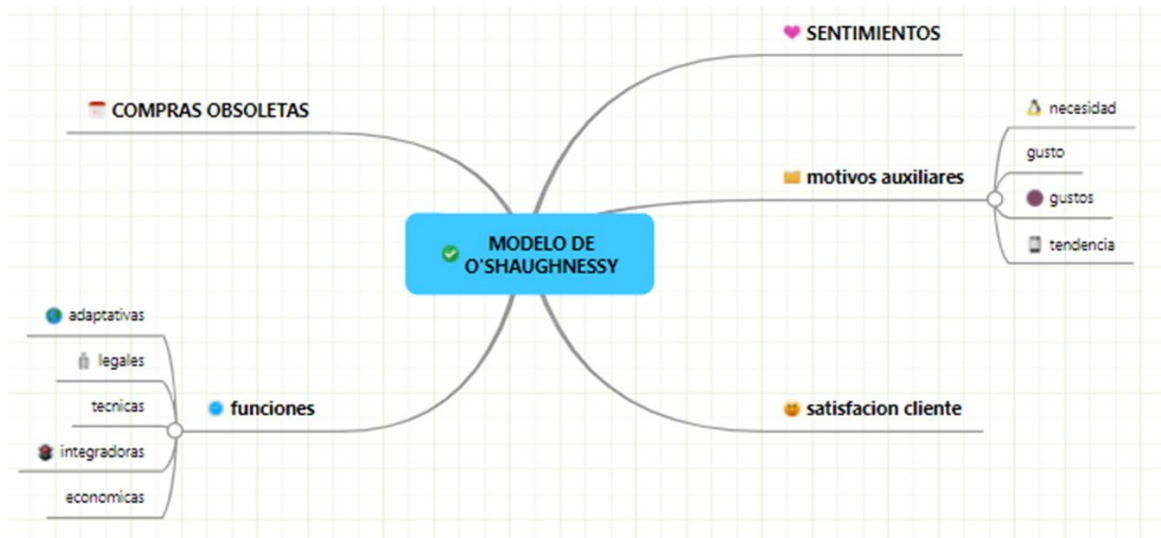 SENTIMIENTOS
COMPRAS OBSOLETAS
necesidad
gusto
motivos auxiliares
gustos
tendencia
MODELO DE
O'SHAUGHNESSY
adaptativas
legales
tecnicas
funciones
satisfacion cliente
integradoras
economicas